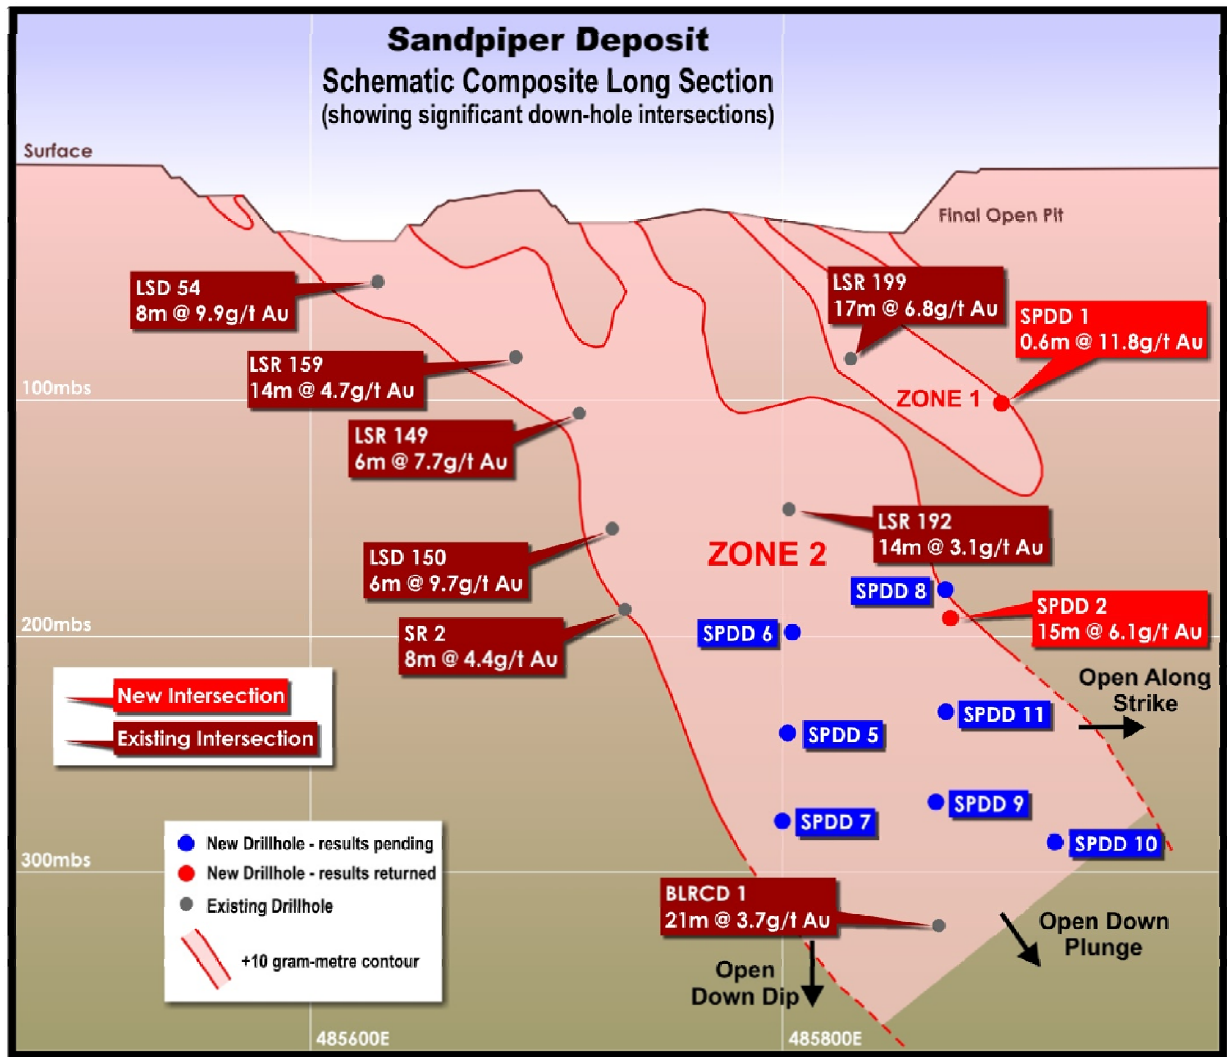 Sandpiper Deposit
Schematic Composite Long Section
(showing significant down-hole intersections)
Surface
Final Open Pit
LSD 54
8m @ 9.9g/t Au
LSR 199
17m @ 6.8g/t Au
SPDD 1
0.6m @ 11.8g/t Au
LSR 159
14m @ 4.7g/t Au
100mbs
ZONE 1
LSR 149
6m @ 7.7g/t Au
LSR 192
14m @ 3.1g/t Au
ZONE 2
LSD 150
6m @ 9.7g/t Au
SPDD 8
SPDD 2
15m @ 6.1g/t Au
200mbs
SR 2
8m @ 4.4g/t Au
SPDD 6
Open Along
Strike
New Intersection
Existing Intersection
SPDD 11
SPDD 5
SPDD 9
SPDD 7
SPDD 10
New Drillhole - results pending
New Drillhole - results returned
Existing Drillhole
+10 gram-metre contour
300mbs
BLRCD 1
21m @ 3.7g/t Au
Open Down
Plunge
Open
Down Dip
485600E
485800E